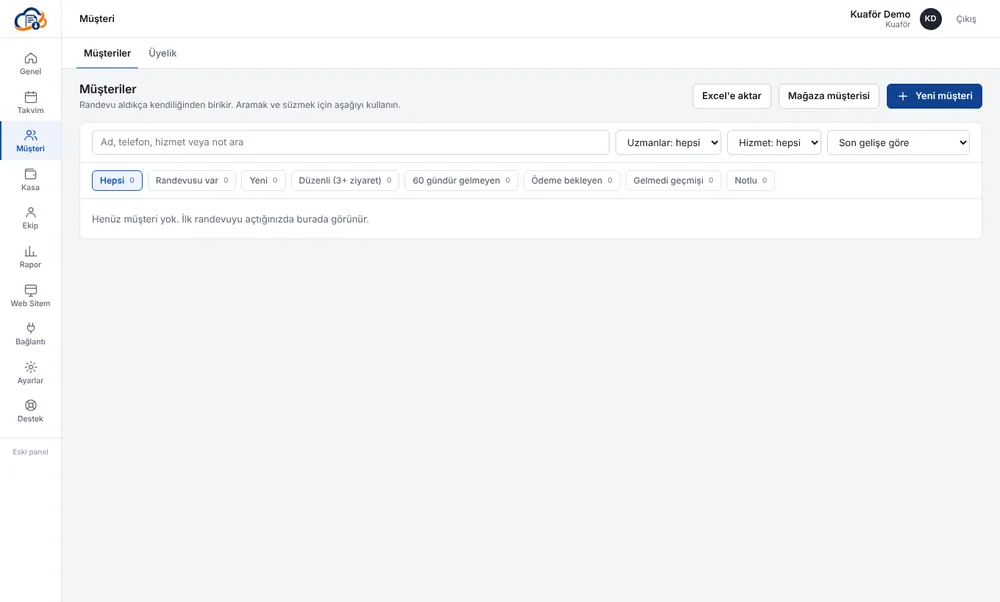 Müşteri
Kuaför Demo
Kuaför
KD
Çıkış
Genel
Takvim
Müşteri
Kasa
Ekip
Rapor
Web Sitem
Bağlantı
Ayarlar
Destek
Eski panel
Müşteriler
Üyelik
Müşteriler
Randevu aldıkça kendiliğinden birikir. Aramak ve süzmek için aşağıyı kullanın.
Excel'e aktar
Mağaza müşterisi
+ Yeni müşteri
Ad, telefon, hizmet veya not ara
Uzmanlar: hepsi
Hizmet: hepsi
Son gelişe göre
Hepsi 0
Randevusu var 0
Yeni 0
Düzenli (3+ ziyaret) 0
60 gündür gelmeyen 0
Ödeme bekleyen 0
Gelmedi geçmişi 0
Notlu 0
Henüz müşteri yok. İlk randevuyu açtığınızda burada görünür.